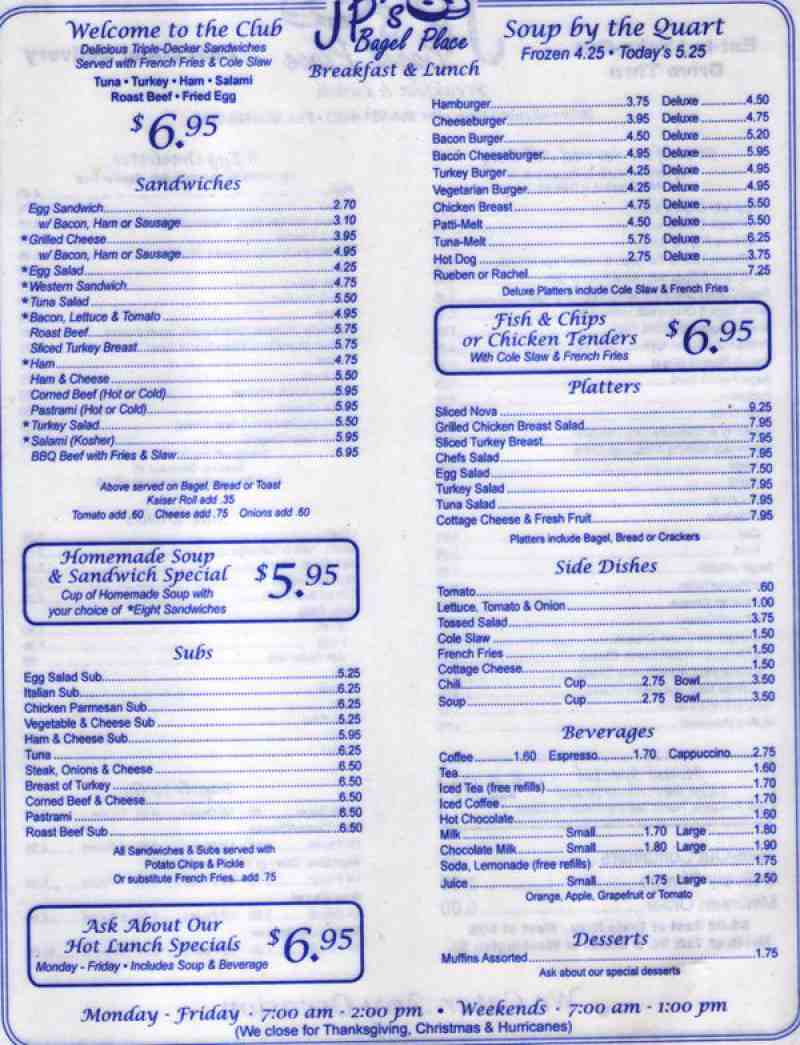 Welcome to the Club
Delicious Triple-Decker Sandwiches
Served with French Fries & Cole Slaw
Tuna • Turkey • Ham • Salami
Roast Beef • Fried Egg
$6.95
Sandwiches
Egg Sandwich 2.70
w/ Bacon, Ham or Sausage 3.10
*Grilled Cheese 3.95
w/ Bacon, Ham or Sausage 4.95
*Egg Salad 4.25
*Western Sandwich 4.75
*Tuna Salad 5.50
*Bacon, Lettuce & Tomato 4.95
Roast Beef 5.75
Sliced Turkey Breast 5.75
*Ham 4.75
Ham & Cheese 5.50
Corned Beef (Hot or Cold) 5.95
Pastrami (Hot or Cold) 5.95
*Turkey Salad 5.50
*Salami (Kosher) 5.95
BBQ Beef with Fries & Slaw 6.95
Above served on Bagel, Bread or Toast
Kaiser Roll add .35
Tomato add .60 Cheese add .75 Onions add .50
Homemade Soup
& Sandwich Special $5.95
Cup of Homemade Soup with
your choice of *Eight Sandwiches
Subs
Egg Salad Sub 5.25
Italian Sub 6.25
Chicken Parmesan Sub 6.25
Vegetable & Cheese Sub 5.25
Ham & Cheese Sub 5.95
Tuna 6.25
Steak, Onions & Cheese 6.50
Breast of Turkey 6.50
Corned Beef & Cheese 6.50
Pastrami 6.50
Roast Beef Sub 6.50
All Sandwiches & Subs served with
Potato Chips & Pickle
Or substitute French Fries...add .75
Ask About Our
Hot Lunch Specials $6.95
Monday - Friday • Includes Soup & Beverage
JP's
Bagel Place
Breakfast & Lunch
Soup by the Quart
Frozen 4.25 • Today's 5.25
Hamburger 3.75 Deluxe 4.50
Cheeseburger 3.95 Deluxe 4.75
Bacon Burger 4.50 Deluxe 5.20
Bacon Cheeseburger 4.95 Deluxe 5.95
Turkey Burger 4.25 Deluxe 4.95
Vegetarian Burger 4.25 Deluxe 4.95
Chicken Breast 4.75 Deluxe 5.50
Patti-Melt 4.50 Deluxe 5.50
Tuna-Melt 5.75 Deluxe 6.25
Hot Dog 2.75 Deluxe 3.75
Rueben or Rachel 7.25
Deluxe Platters include Cole Slaw & French Fries
Fish & Chips
or Chicken Tenders $6.95
With Cole Slaw & French Fries
Platters
Sliced Nova 9.25
Grilled Chicken Breast Salad 7.95
Sliced Turkey Breast 7.95
Chefs Salad 7.95
Egg Salad 7.50
Turkey Salad 7.95
Tuna Salad 7.95
Cottage Cheese & Fresh Fruit 7.95
Platters include Bagel, Bread or Crackers
Side Dishes
Tomato .60
Lettuce, Tomato & Onion 1.00
Tossed Salad 3.75
Cole Slaw 1.50
French Fries 1.50
Cottage Cheese 1.50
Chili Cup 2.75 Bowl 3.50
Soup Cup 2.75 Bowl 3.50
Beverages
Coffee 1.60 Espresso 1.70 Cappuccino 2.75
Tea 1.60
Iced Tea (free refills) 1.70
Iced Coffee 1.70
Hot Chocolate 1.60
Milk Small 1.70 Large 1.80
Chocolate Milk Small 1.80 Large 1.90
Soda, Lemonade (free refills) 1.75
Juice Small 1.75 Large 2.50
Orange, Apple, Grapefruit or Tomato
Desserts
Muffins Assorted 1.75
Ask about our special desserts
Monday - Friday · 7:00 am - 2:00 pm • Weekends · 7:00 am - 1:00 pm
(We close for Thanksgiving, Christmas & Hurricanes)